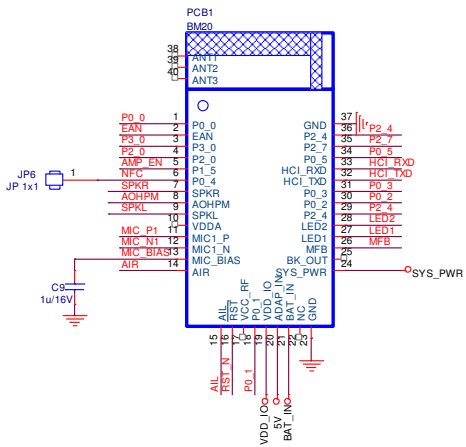 PCB1
BM20
38
39
40
ANT1
ANT2
ANT3
P0_0 1 P0_0
EAN 2 EAN
P3_0 3 P3_0
P2_0 4 P2_0
AMP_EN 5 P1_5
NFC 6 P0_4
SPKR 7 SPKR
AOHPM 8 AOHPM
SPKL 9 SPKL
10 VDDA
MIC_P1 11 MIC1_P
MIC_N1 12 MIC1_N
MIC_BIAS 13 MIC_BIAS
AIR 14 AIR
JP6
JP 1x1
1
C9
1u/16V
GND 37
P2_4 36 P2_4
P2_7 35 P2_7
P0_5 34 P0_5
HCI_RXD 33 HCI_RXD
HCI_TXD 32 HCI_TXD
P0_3 31 P0_3
P0_2 30 P0_2
P2_4 29 P2_4
LED2 28 LED2
LED1 27 LED1
MFB 26 MFB
BK_OUT 25
SYS_PWR 24 SYS_PWR
AIL
RST
VCC_RF
P0_1
VDD_IO
ADAP_IN
BAT_IN
NC
GND
15
16
17
18
19
20
21
22
23
AIL
RST_N
P0_1
VDD_IO
5V
BAT_IN